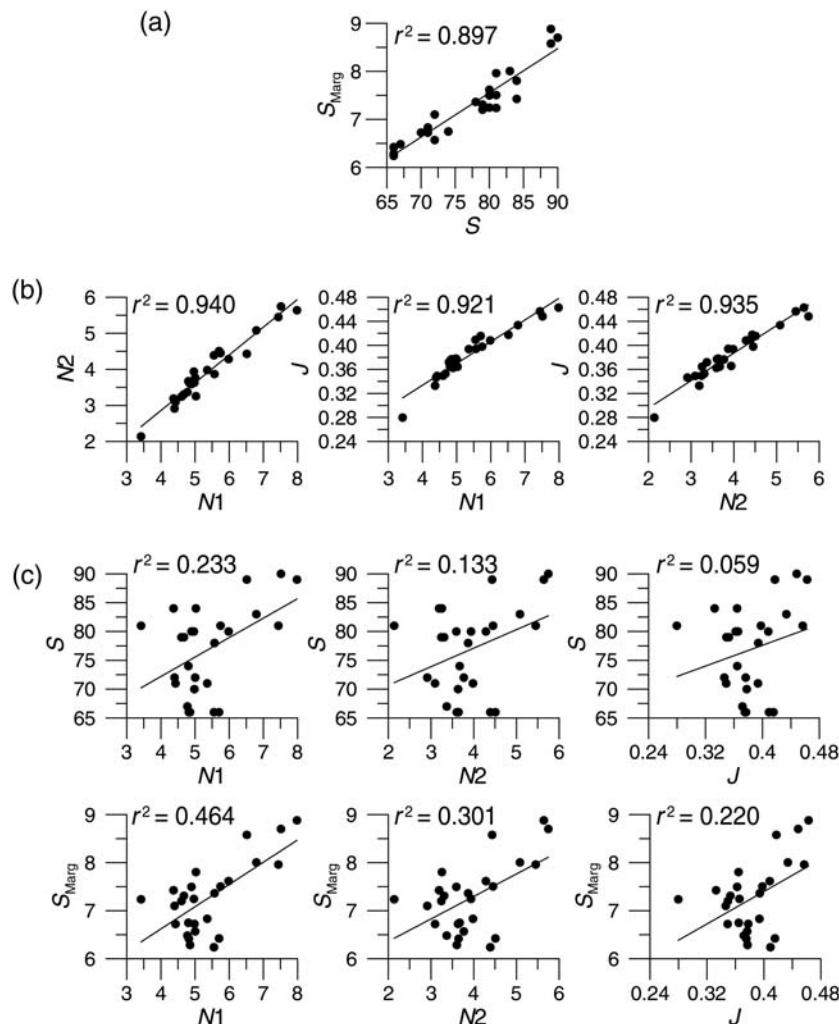 (a)
r² = 0.897
9
8
7
6
S_Marg
65 70 75 80 85 90
S
(b)
r² = 0.940
6
5
4
3
2
N2
3 4 5 6 7 8
N1
r² = 0.921
0.48
0.44
0.40
0.36
0.32
0.28
0.24
J
3 4 5 6 7 8
N1
r² = 0.935
0.48
0.44
0.40
0.36
0.32
0.28
0.24
J
2 3 4 5 6
N2
(c)
r² = 0.233
90
85
80
75
70
65
S
3 4 5 6 7 8
N1
r² = 0.133
90
85
80
75
70
65
S
2 3 4 5 6
N2
r² = 0.059
90
85
80
75
70
65
S
0.24 0.32 0.4 0.48
J
r² = 0.464
9
8
7
6
S_Marg
3 4 5 6 7 8
N1
r² = 0.301
9
8
7
6
S_Marg
2 3 4 5 6
N2
r² = 0.220
9
8
7
6
S_Marg
0.24 0.32 0.4 0.48
J